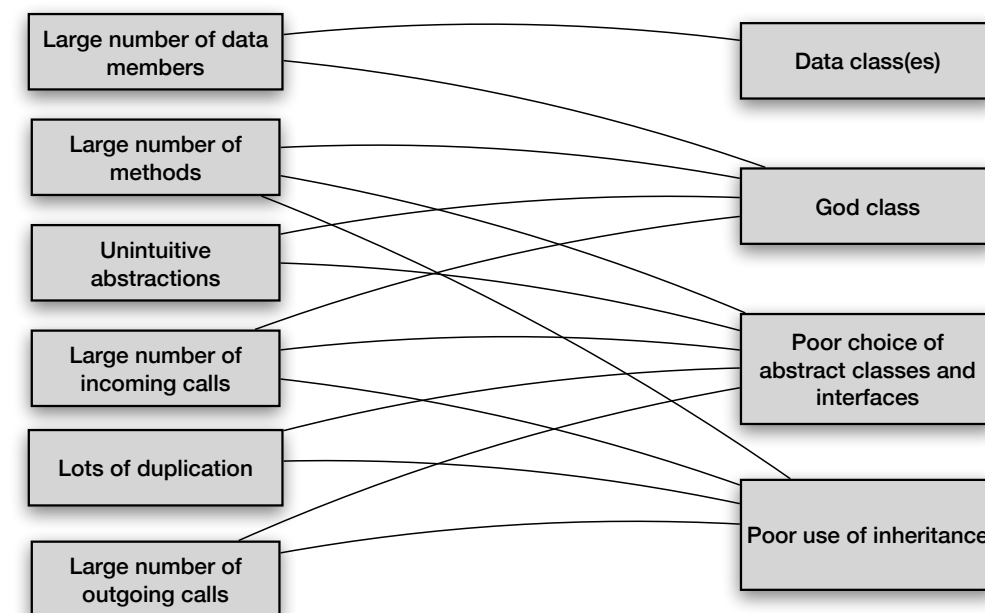 Large number of data
members
Large number of
methods
Unintuitive
abstractions
Large number of
incoming calls
Lots of duplication
Large number of
outgoing calls
Data class(es)
God class
Poor choice of
abstract classes and
interfaces
Poor use of inheritance